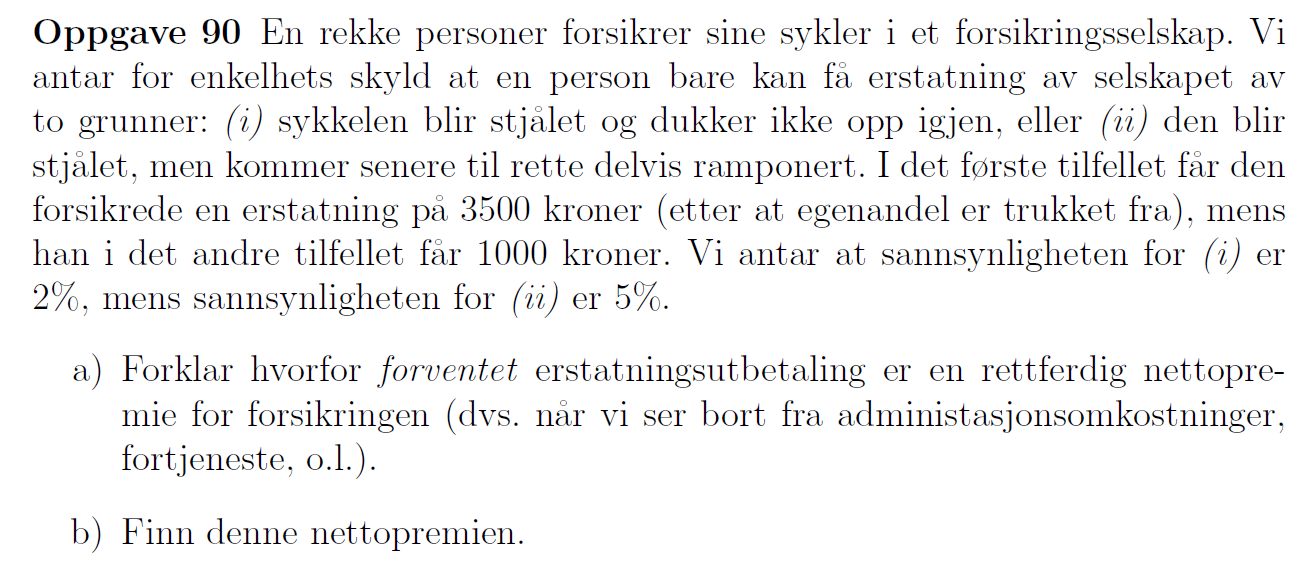 Oppgave 90 En rekke personer forsikrer sine sykler i et forsikringsselskap. Vi
antar for enkelhets skyld at en person bare kan få erstatning av selskapet av
to grunner: (i) sykkelen blir stjålet og dukker ikke opp igjen, eller (ii) den blir
stjålet, men kommer senere til rette delvis ramponert. I det første tilfellet får den
forsikrede en erstatning på 3500 kroner (etter at egenandel er trukket fra), mens
han i det andre tilfellet får 1000 kroner. Vi antar at sannsynligheten for (i) er
2%, mens sannsynligheten for (ii) er 5%.
a) Forklar hvorfor forventet erstatningsutbetaling er en rettferdig nettopre-
mie for forsikringen (dvs. når vi ser bort fra administasjonsomkostninger,
fortjeneste, o.l.).
b) Finn denne nettopremien.